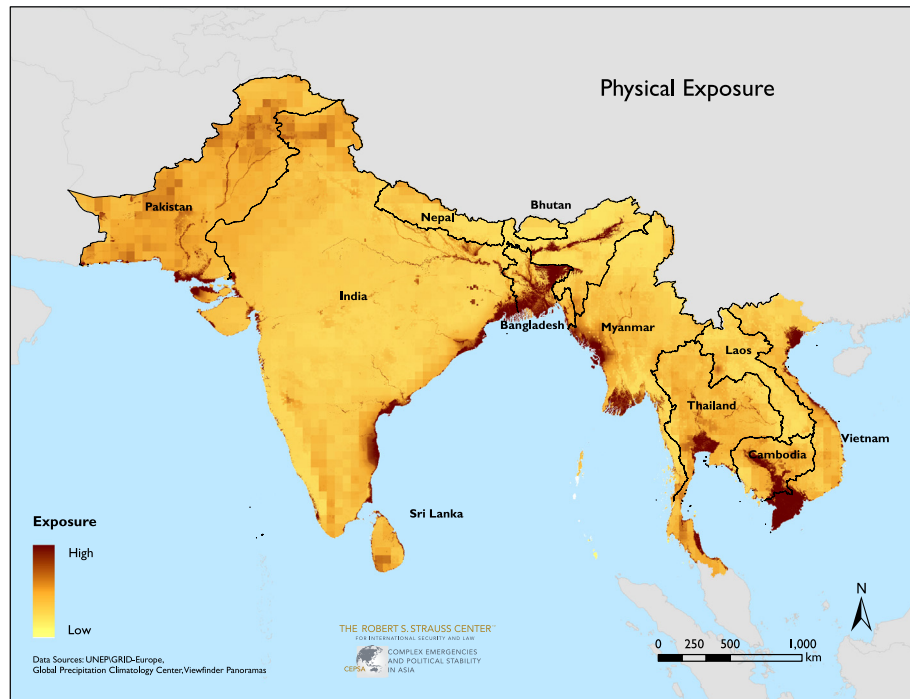 Physical Exposure
Pakistan
Nepal
Bhutan
India
Bangladesh
Myanmar
Laos
Thailand
Vietnam
Cambodia
Sri Lanka
Exposure
High
Low
Data Sources: UNEP\GRID-Europe,
Global Precipitation Climatology Center, Viewfinder Panoramas
THE ROBERT S. STRAUSS CENTER
FOR INTERNATIONAL SECURITY AND LAW
CEPSA
COMPLEX EMERGENCIES
AND POLITICAL STABILITY
IN ASIA
N
0 250 500 1,000
km